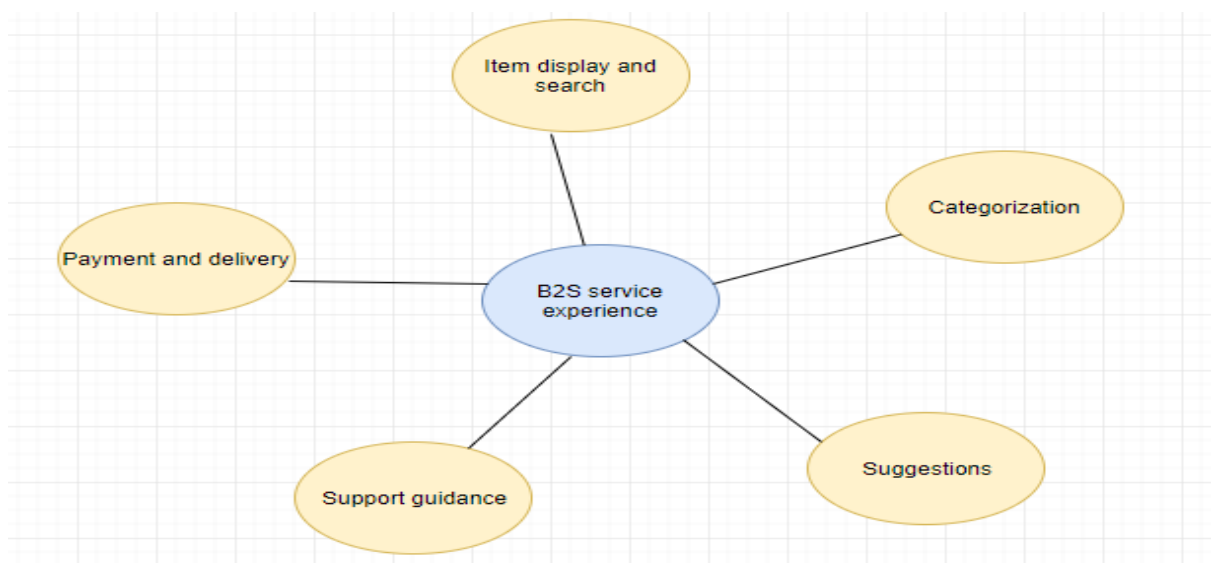 Item display and
search
Categorization
Payment and delivery
B2S service
experience
Suggestions
Support guidance